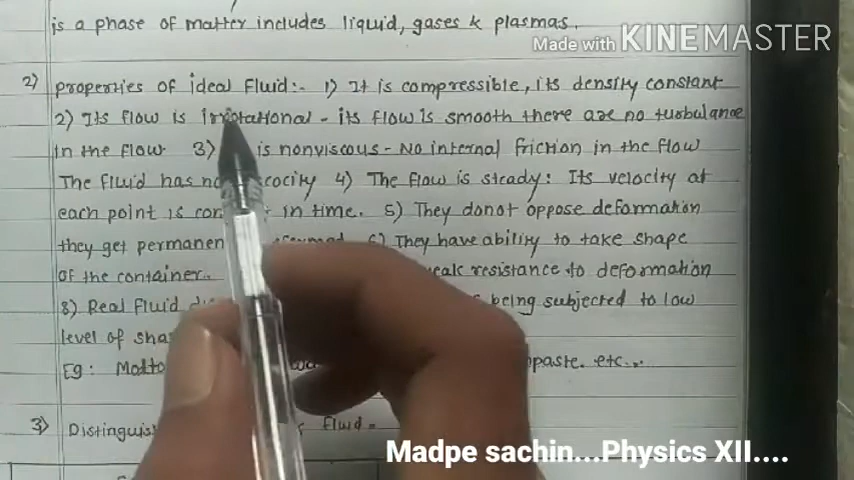 is a phase of matter includes liquid, gases & plasmas.
Made with KINEMASTER
2) properties of ideal Fluid:- 1) It is compressible, its density constant
2) Its flow is irrotational - its flow is smooth there are no turbulance
in the flow 3) is nonviscous - No internal friction in the flow
The fluid has no cocity 4) The flow is steady: Its velocity at
each point is con in time. 5) They donot oppose deformation
they get permanen 6) They have ability to take shape
of the container. weak resistance to deformation
8) Real Fluid being subjected to low
level of
Eg: paste. etc..
3) Distinguis fluid -
Madpe sachin...Physics XII....